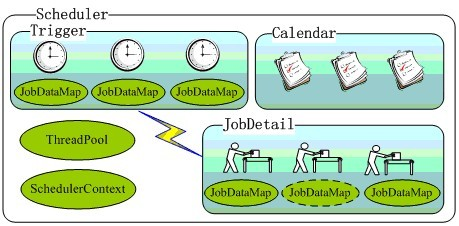 Scheduler
Trigger
Calendar
JobDataMap
JobDataMap
JobDataMap
ThreadPool
JobDetail
SchedulerContext
JobDataMap
JobDataMap
JobDataMap